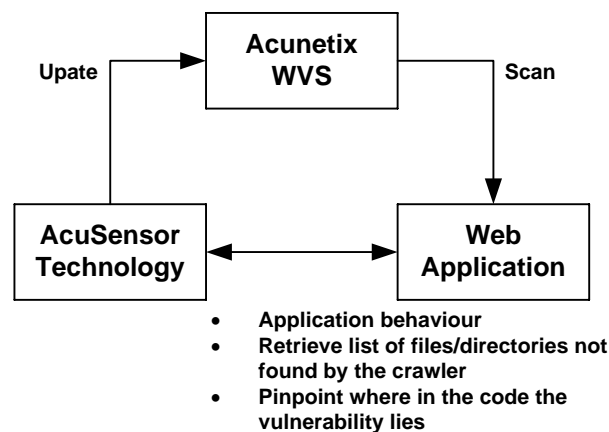 Acunetix
WVS
Upate
Scan
AcuSensor
Technology
Web
Application
• Application behaviour
• Retrieve list of files/directories not
found by the crawler
• Pinpoint where in the code the
vulnerability lies